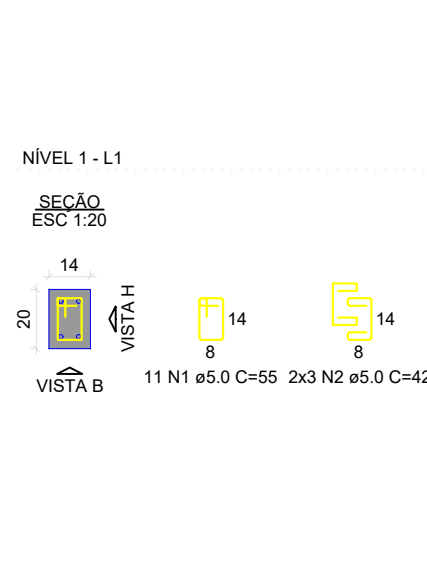 NÍVEL 1 - L1
SEÇÃO
ESC 1:20
14
20
VISTA H
VISTA B
14
8
11 N1 ø5.0 C=55
14
8
2x3 N2 ø5.0 C=42